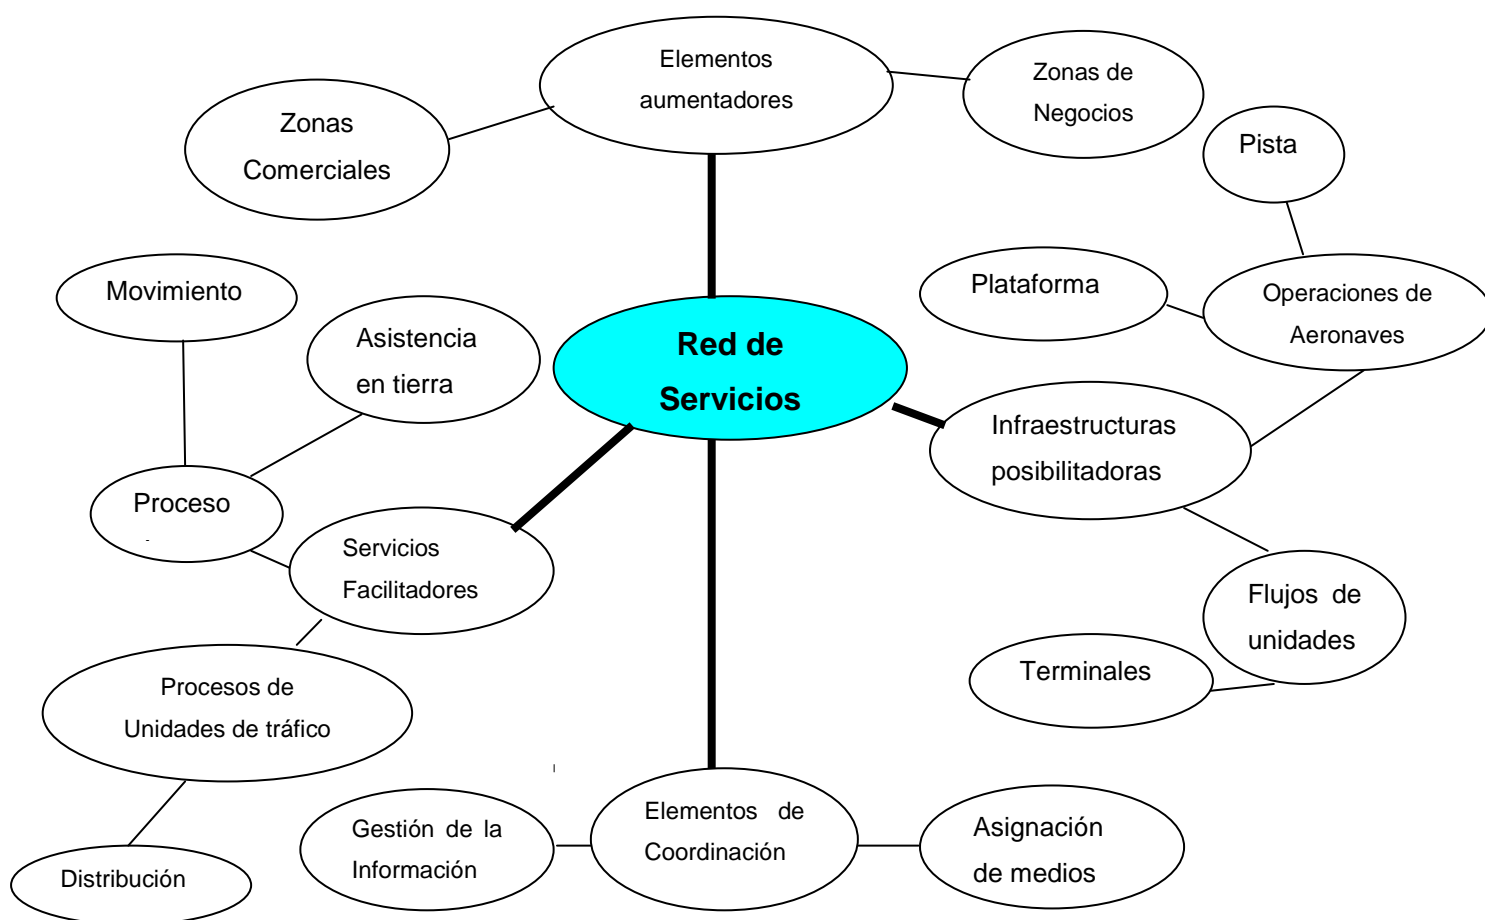 Elementos
aumentadores
Zonas de
Negocios
Zonas
Comerciales
Pista
Movimiento
Plataforma
Operaciones de
Aeronaves
Asistencia
en tierra
Red de
Servicios
Infraestructuras
posibilitadoras
Proceso
Servicios
Facilitadores
Flujos de
unidades
Terminales
Procesos de
Unidades de tráfico
Gestión de la
Información
Elementos de
Coordinación
Asignación
de medios
Distribución